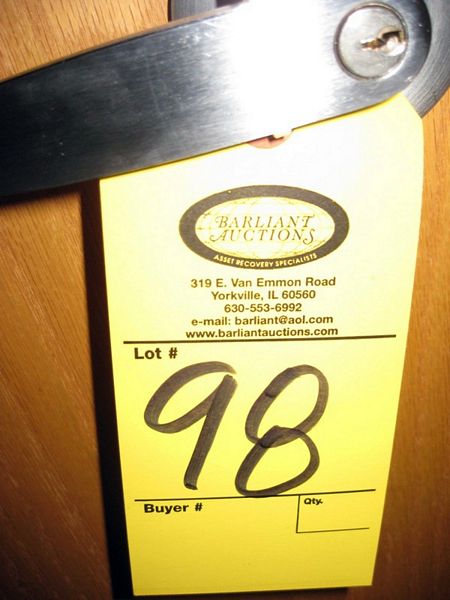 BARLIANT
AUCTIONS
ASSET RECOVERY SPECIALISTS
319 E. Van Emmon Road
Yorkville, IL 60560
630-553-6992
e-mail: barliant@aol.com
www.barliantauctions.com
Lot #
98
Buyer #
Qty.